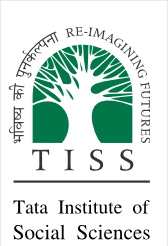 भविष्य की पुनर्कल्पना RE-IMAGINING FUTURES
TISS
Tata Institute of
Social Sciences